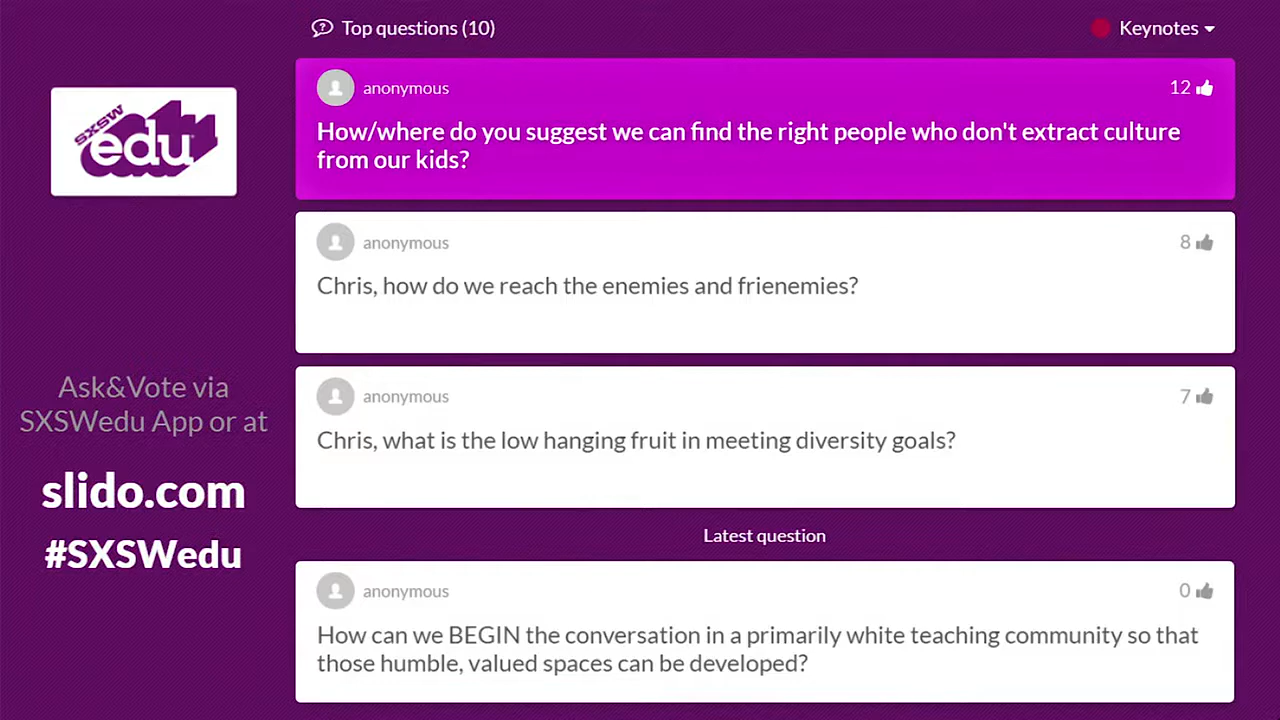 Top questions (10)
Keynotes
SXSW
edu
anonymous
12
How/where do you suggest we can find the right people who don't extract culture
from our kids?
anonymous
8
Chris, how do we reach the enemies and frienemies?
anonymous
7
Chris, what is the low hanging fruit in meeting diversity goals?
Ask&Vote via
SXSWedu App or at
slido.com
#SXSWedu
Latest question
anonymous
0
How can we BEGIN the conversation in a primarily white teaching community so that
those humble, valued spaces can be developed?